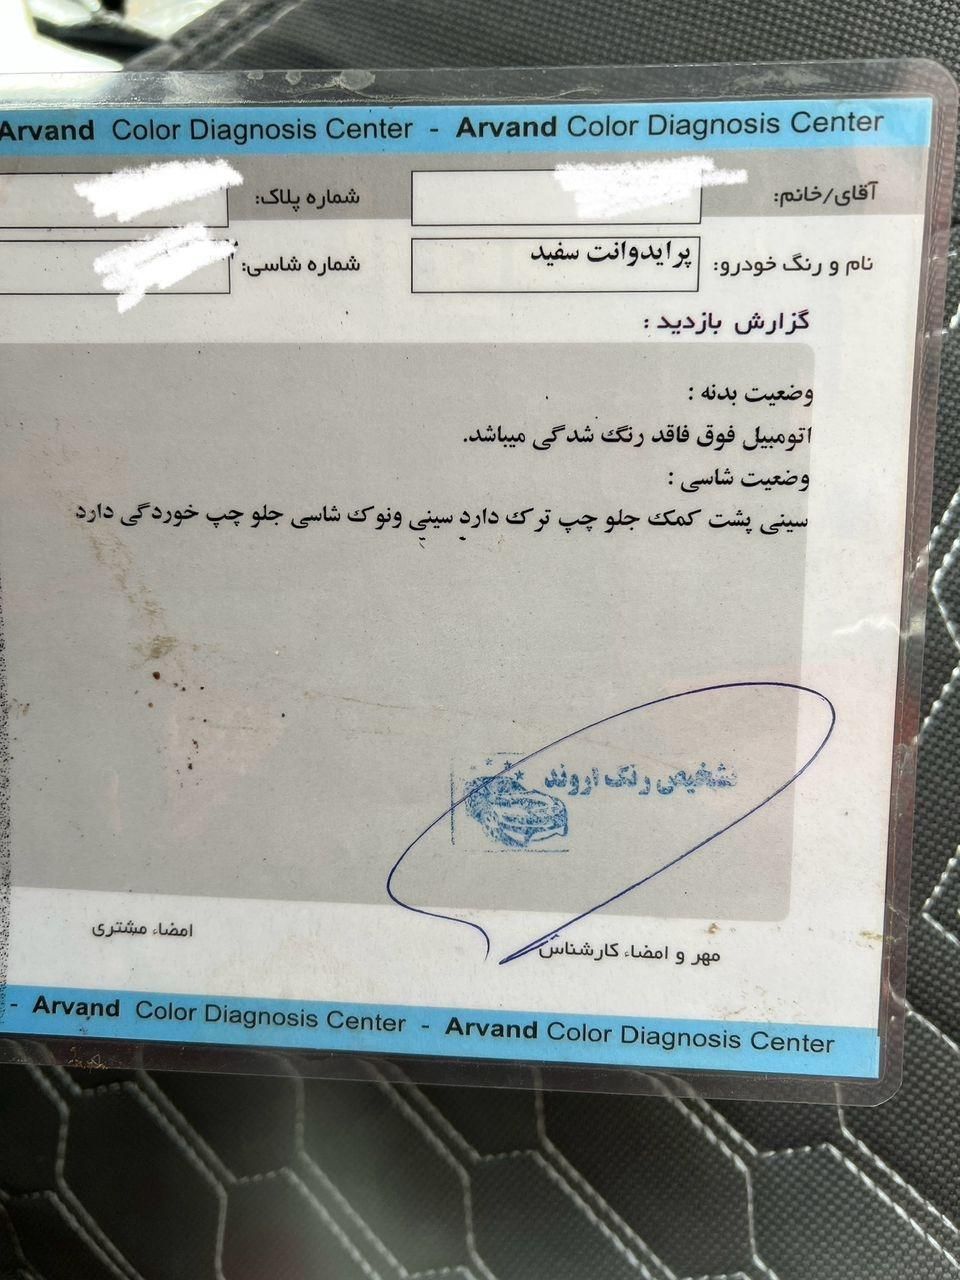 Arvand Color Diagnosis Center - Arvand Color Diagnosis Center
آقای/خانم:
شماره پلاک:
نام و رنگ خودرو: پرایدوانت سفید
شماره شاسی:
گزارش بازدید :
وضعیت بدنه :
اتومبیل فوق فاقد رنگ شدگی میباشد.
وضعیت شاسی :
سینی پشت کمک جلو چپ ترک دارد سینی ونوک شاسی جلو چپ خوردگی دارد
تشخیص رنگ اروند
مهر و امضاء کارشناس
امضاء مشتری
- Arvand Color Diagnosis Center - Arvand Color Diagnosis Center